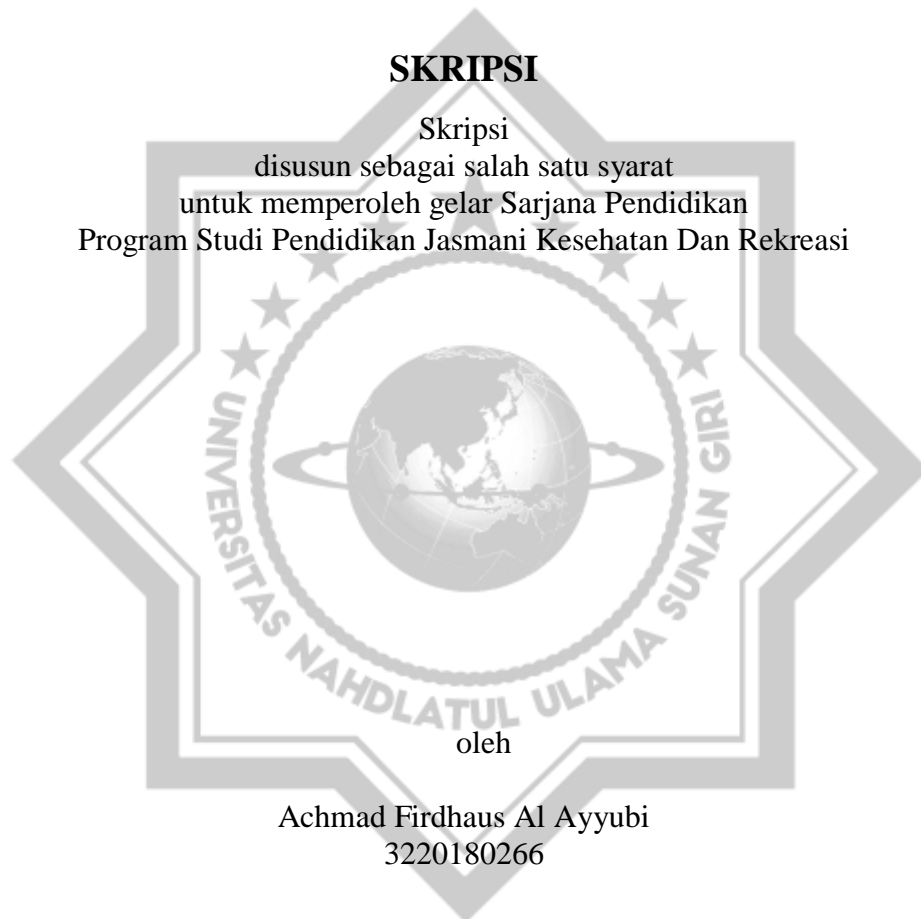 SKRIPSI
Skripsi
disusun sebagai salah satu syarat
untuk memperoleh gelar Sarjana Pendidikan
Program Studi Pendidikan Jasmani Kesehatan Dan Rekreasi
UNIVERSITAS NAHDLATUL ULAMA SUNAN GIRI
oleh
Achmad Firdhaus Al Ayyubi
3220180266